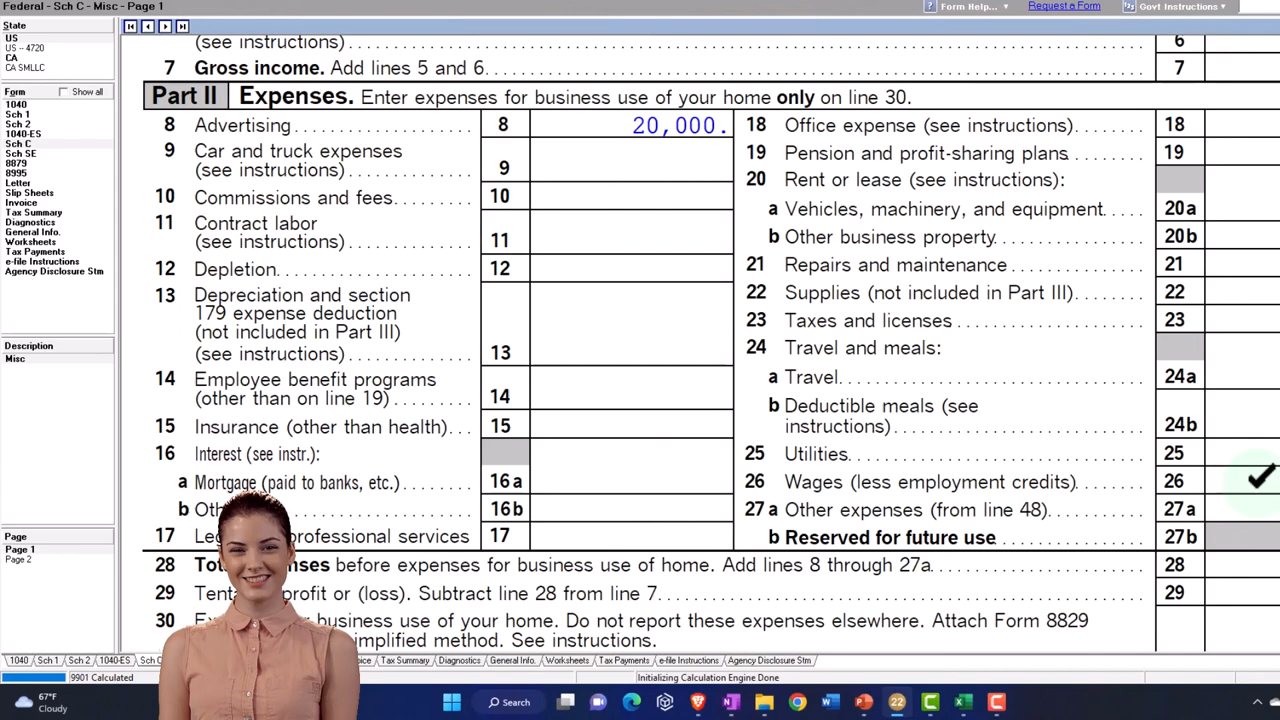 Federal - Sch C - Misc - Page 1
Form Help...
Request a Form
Govt Instructions
State
US
US -- 4720
CA
CA SMLLC
Form
Show all
1040
Sch 1
Sch 2
1040-ES
Sch C
Sch SE
8879
8995
Letter
Slip Sheets
Invoice
Tax Summary
Diagnostics
General Info.
Worksheets
Tax Payments
e-file Instructions
Agency Disclosure Stm
Description
Misc
Page
Page 1
Page 2
(see instructions) 6
7 Gross income. Add lines 5 and 6 7
Part II Expenses. Enter expenses for business use of your home only on line 30.
8 Advertising 8 20,000.
9 Car and truck expenses
(see instructions) 9
10 Commissions and fees 10
11 Contract labor
(see instructions) 11
12 Depletion 12
13 Depreciation and section
179 expense deduction
(not included in Part III)
(see instructions) 13
14 Employee benefit programs
(other than on line 19) 14
15 Insurance (other than health) 15
16 Interest (see instr.):
a Mortgage (paid to banks, etc.) 16a
b 16b
17 professional services 17
18 Office expense (see instructions) 18
19 Pension and profit-sharing plans 19
20 Rent or lease (see instructions):
a Vehicles, machinery, and equipment 20a
b Other business property 20b
21 Repairs and maintenance 21
22 Supplies (not included in Part III) 22
23 Taxes and licenses 23
24 Travel and meals:
a Travel 24a
b Deductible meals (see
instructions) 24b
25 Utilities 25
26 Wages (less employment credits) 26
27a Other expenses (from line 48) 27a
b Reserved for future use 27b
28 before expenses for business use of home. Add lines 8 through 27a 28
29 profit or (loss). Subtract line 28 from line 7 29
30 business use of your home. Do not report these expenses elsewhere. Attach Form 8829
method. See instructions.
1040 Sch 1 Sch 2 1040-ES Tax Summary Diagnostics General Info. Worksheets Tax Payments e-file Instructions Agency Disclosure Stm
9901 Calculated
Initializing Calculation Engine Done
67°F
Cloudy
Search
22